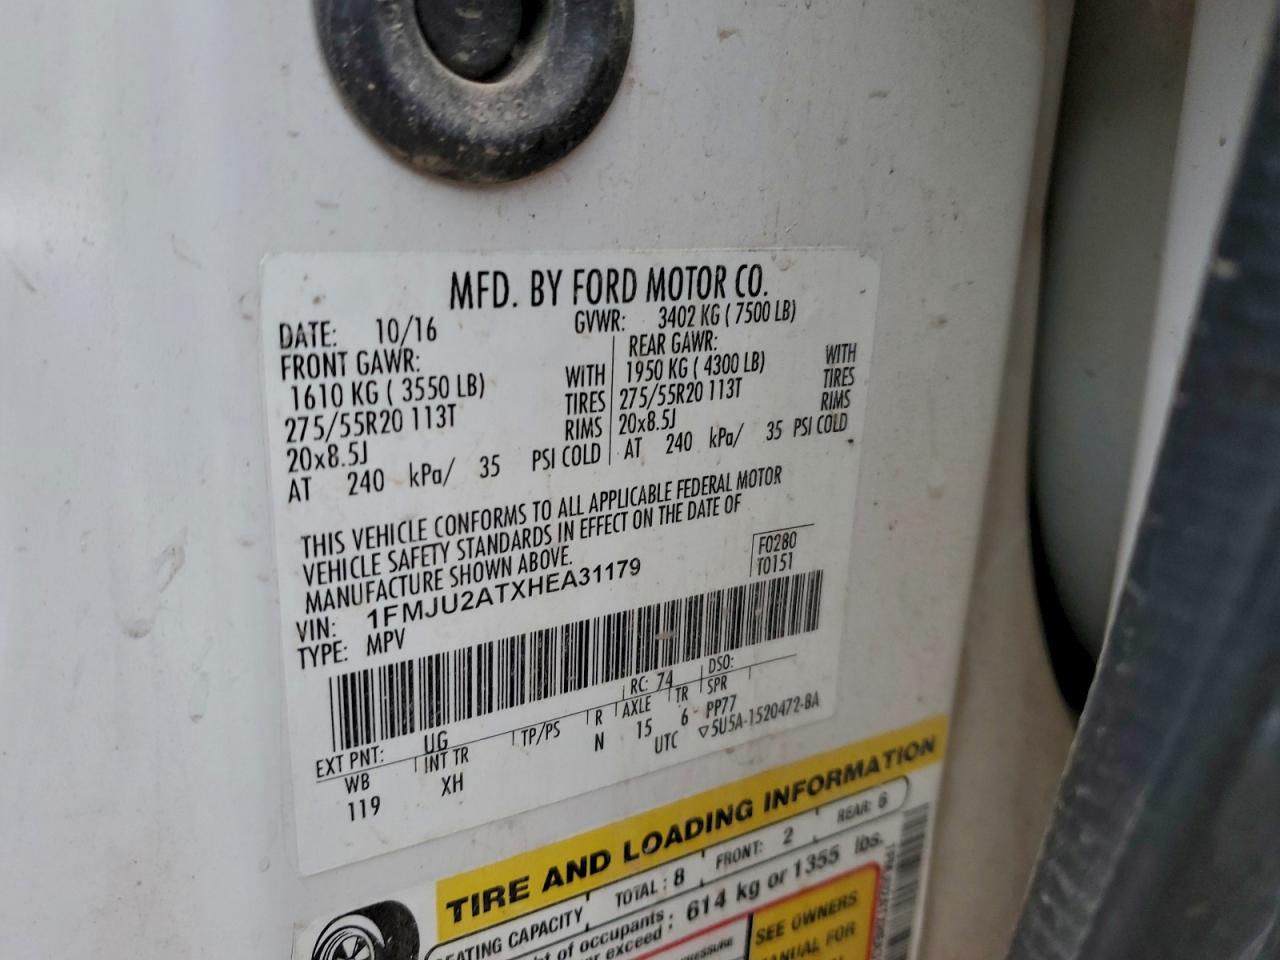 MFD. BY FORD MOTOR CO.
DATE: 10/16 GVWR: 3402 KG ( 7500 LB)
FRONT GAWR: REAR GAWR:
1610 KG ( 3550 LB) WITH 1950 KG ( 4300 LB) WITH
275/55R20 113T TIRES 275/55R20 113T TIRES
20x8.5J RIMS 20x8.5J RIMS
AT 240 kPa/ 35 PSI COLD AT 240 kPa/ 35 PSI COLD
THIS VEHICLE CONFORMS TO ALL APPLICABLE FEDERAL MOTOR
VEHICLE SAFETY STANDARDS IN EFFECT ON THE DATE OF
MANUFACTURE SHOWN ABOVE.
F0280
T0151
VIN: 1FMJU2ATXHEA31179
TYPE: MPV
EXT PNT: UG RC: 74 DSO:
WB INT TR TP/PS R AXLE TR SPR
119 XH N 15 6 PP77
UTC ▽5U5A-1520472-BA
TIRE AND LOADING INFORMATION
EATING CAPACITY TOTAL : 8 FRONT: 2 REAR: 6
of occupants
exceed : 614 kg or 1355 lbs.
SEE OWNERS
FOR